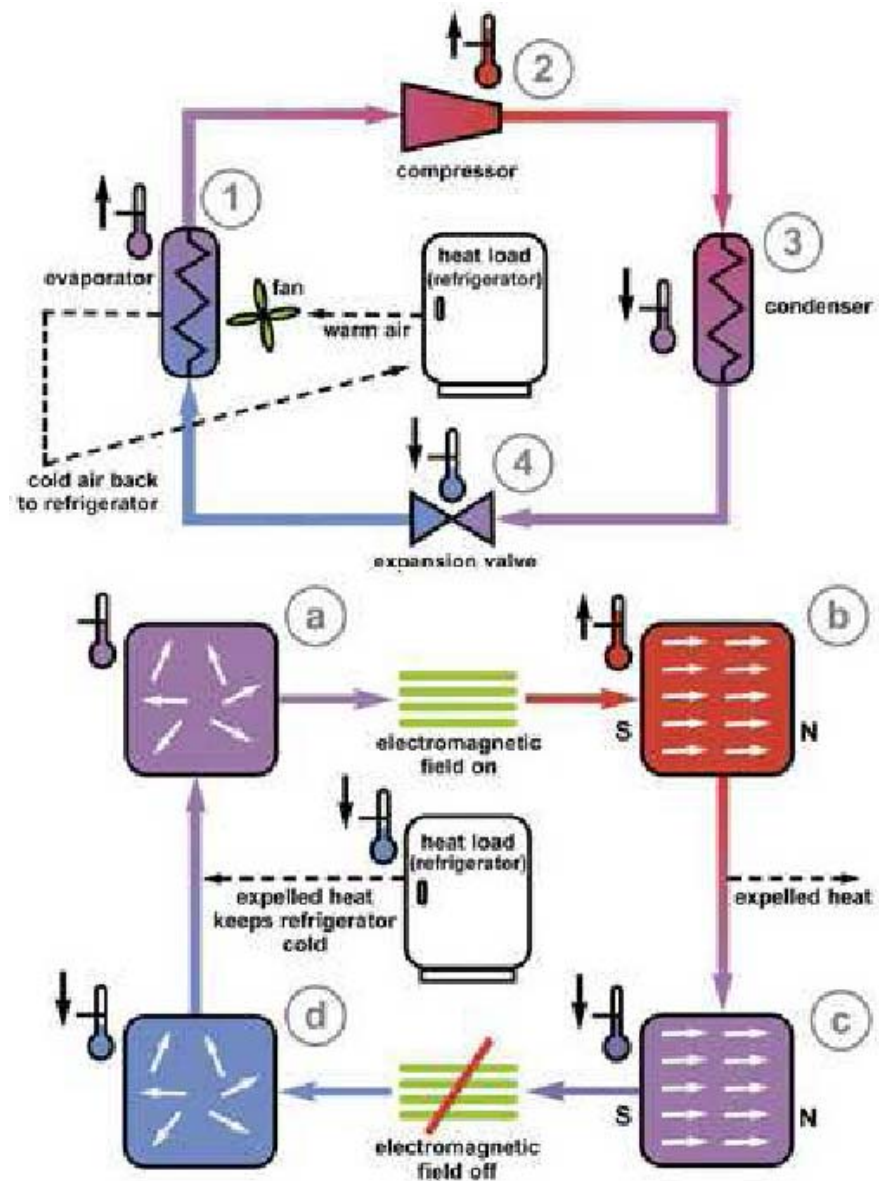 2
compressor
1
3
heat load
(refrigerator)
evaporator
fan
condenser
warm air
4
cold air back
to refrigerator
expansion valve
a
b
S
N
electromagnetic
field on
heat load
(refrigerator)
expelled heat
keeps refrigerator
cold
expelled heat
d
c
S
N
electromagnetic
field off